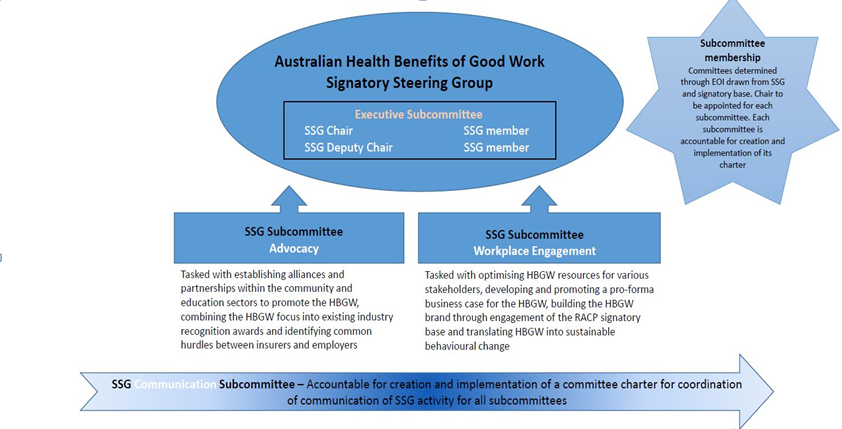 Australian Health Benefits of Good Work
Signatory Steering Group
Executive Subcommittee
SSG Chair SSG member
SSG Deputy Chair SSG member
Subcommittee
membership
Committees determined
through EOI drawn from SSG
and signatory base. Chair to
be appointed for each
subcommittee. Each
subcommittee is
accountable for creation and
implementation of its
charter
SSG Subcommittee
Advocacy
Tasked with establishing alliances and
partnerships within the community and
education sectors to promote the HBGW,
combining the HBGW focus into existing industry
recognition awards and identifying common
hurdles between insurers and employers
SSG Subcommittee
Workplace Engagement
Tasked with optimising HBGW resources for various
stakeholders, developing and promoting a pro-forma
business case for the HBGW, building the HBGW
brand through engagement of the RACP signatory
base and translating HBGW into sustainable
behavioural change
SSG Communication Subcommittee – Accountable for creation and implementation of a committee charter for coordination
of communication of SSG activity for all subcommittees